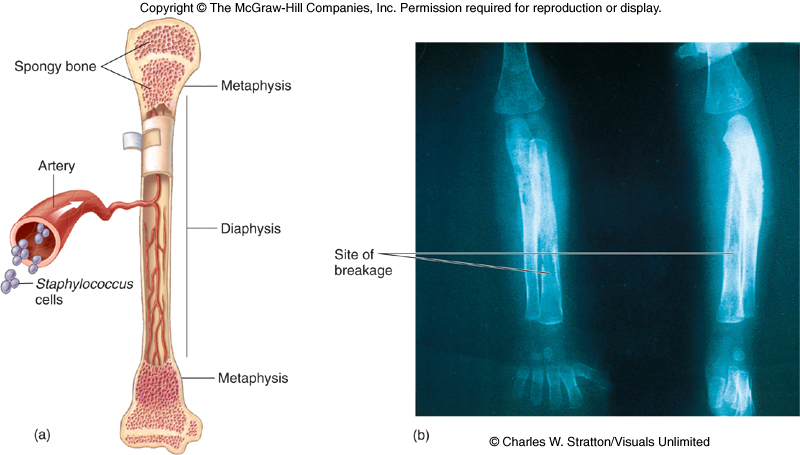 Copyright © The McGraw-Hill Companies, Inc. Permission required for reproduction or display.
Spongy bone
Metaphysis
Artery
Diaphysis
Staphylococcus
cells
Metaphysis
(a)
Site of
breakage
(b)
© Charles W. Stratton/Visuals Unlimited